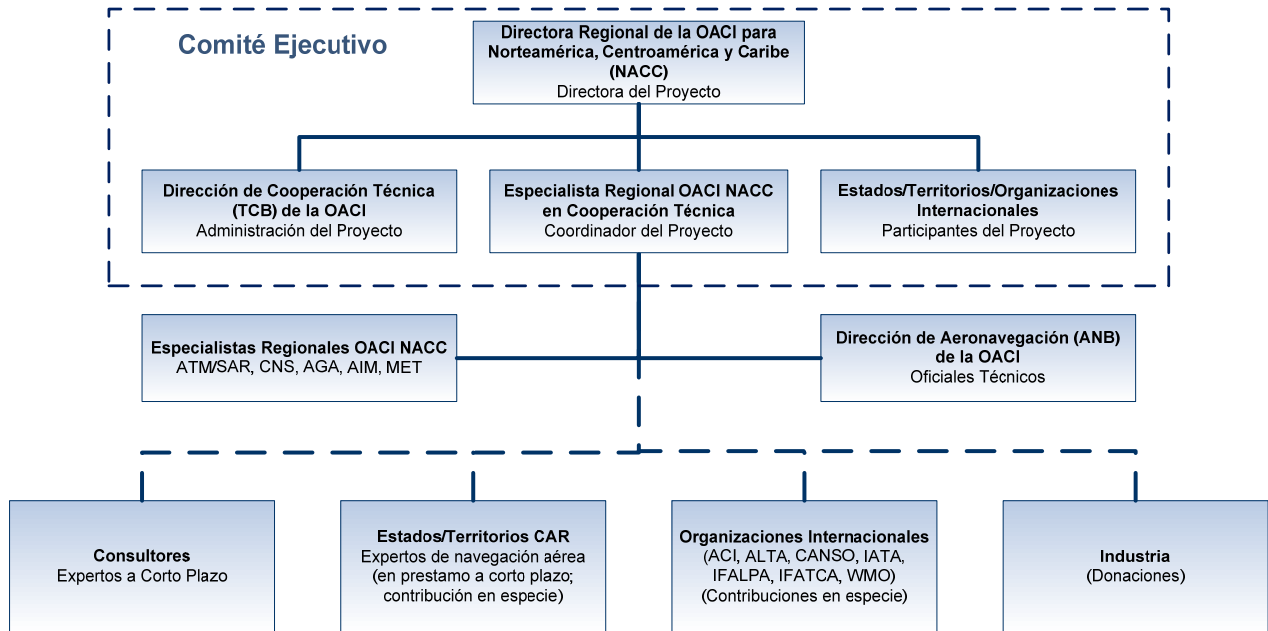 Comité Ejecutivo
Directora Regional de la OACI para
Norteamérica, Centroamérica y Caribe
(NACC)
Directora del Proyecto
Dirección de Cooperación Técnica
(TCB) de la OACI
Administración del Proyecto
Especialista Regional OACI NACC
en Cooperación Técnica
Coordinador del Proyecto
Estados/Territorios/Organizaciones
Internacionales
Participantes del Proyecto
Especialistas Regionales OACI NACC
ATM/SAR, CNS, AGA, AIM, MET
Dirección de Aeronavegación (ANB)
de la OACI
Oficiales Técnicos
Consultores
Expertos a Corto Plazo
Estados/Territorios CAR
Expertos de navegación aérea
(en prestamo a corto plazo;
contribución en especie)
Organizaciones Internacionales
(ACI, ALTA, CANSO, IATA,
IFALPA, IFATCA, WMO)
(Contribuciones en especie)
Industria
(Donaciones)